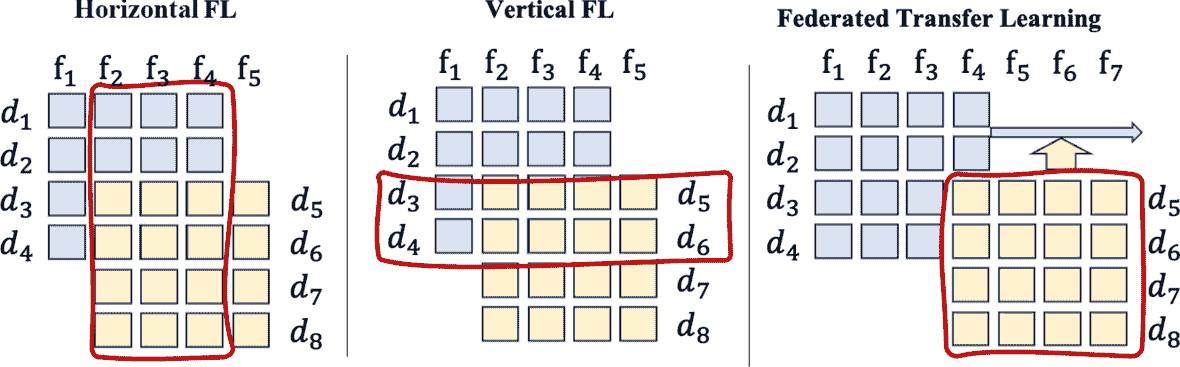 Horizontal FL
f₁ f₂ f₃ f₄ f₅
d₁
d₂
d₃ d₅
d₄ d₆
d₇
d₈
Vertical FL
f₁ f₂ f₃ f₄ f₅
d₁
d₂
d₃ d₅
d₄ d₆
d₇
d₈
Federated Transfer Learning
f₁ f₂ f₃ f₄ f₅ f₆ f₇
d₁
d₂
d₃ d₅
d₄ d₆
d₇
d₈